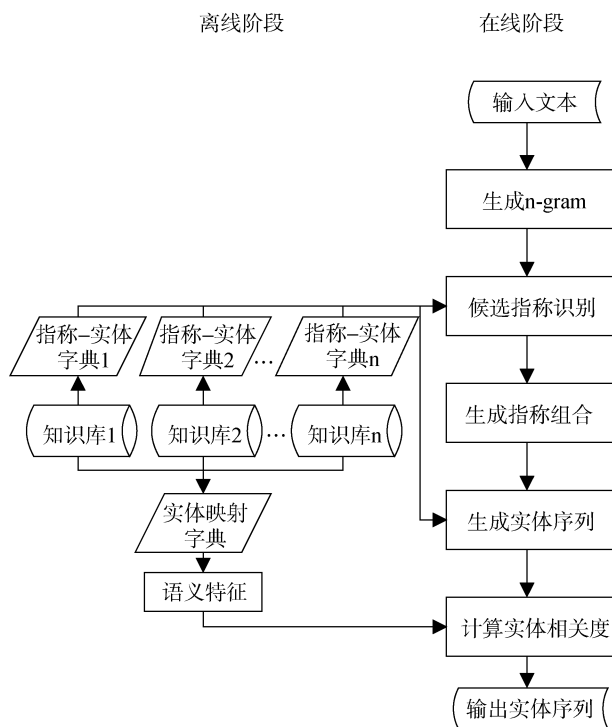 离线阶段
在线阶段
输入文本
生成n-gram
候选指称识别
指称-实体
字典1
指称-实体
字典2
…
指称-实体
字典n
生成指称组合
知识库1
知识库2
…
知识库n
生成实体序列
实体映射
字典
语义特征
计算实体相关度
输出实体序列